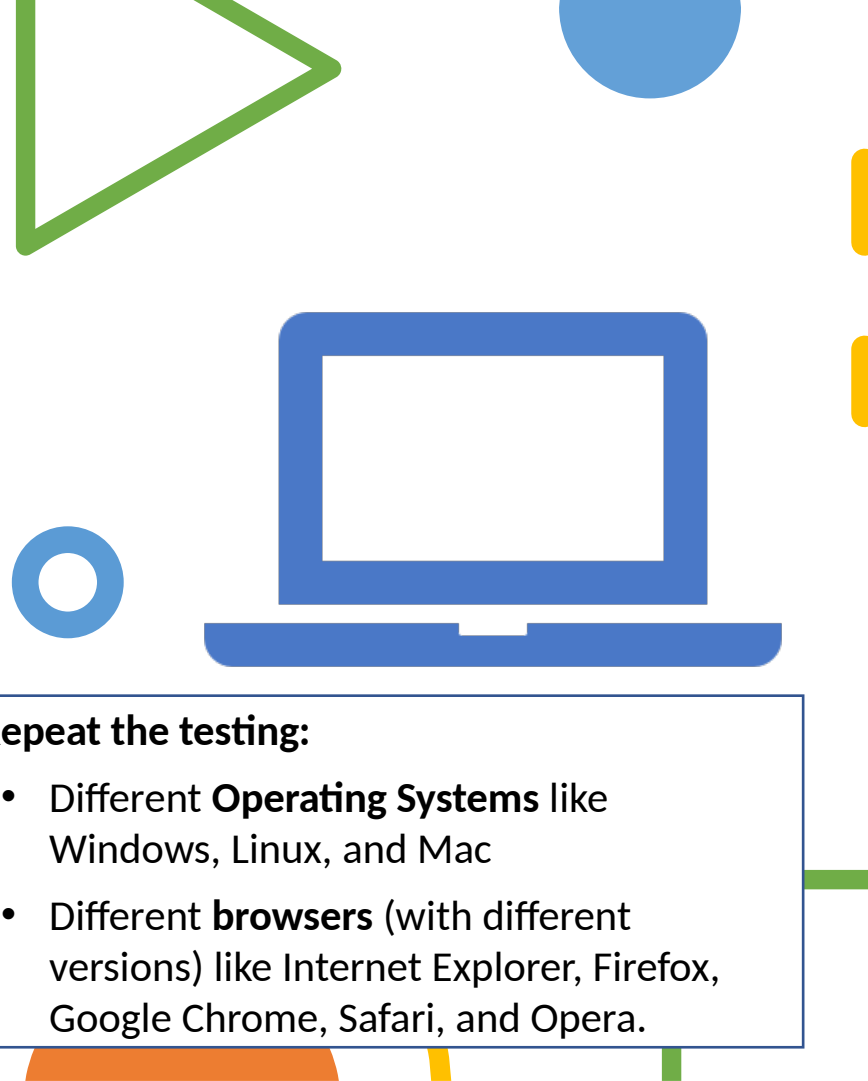 epeat the testing:
• Different Operating Systems like
Windows, Linux, and Mac
• Different browsers (with different
versions) like Internet Explorer, Firefox,
Google Chrome, Safari, and Opera.